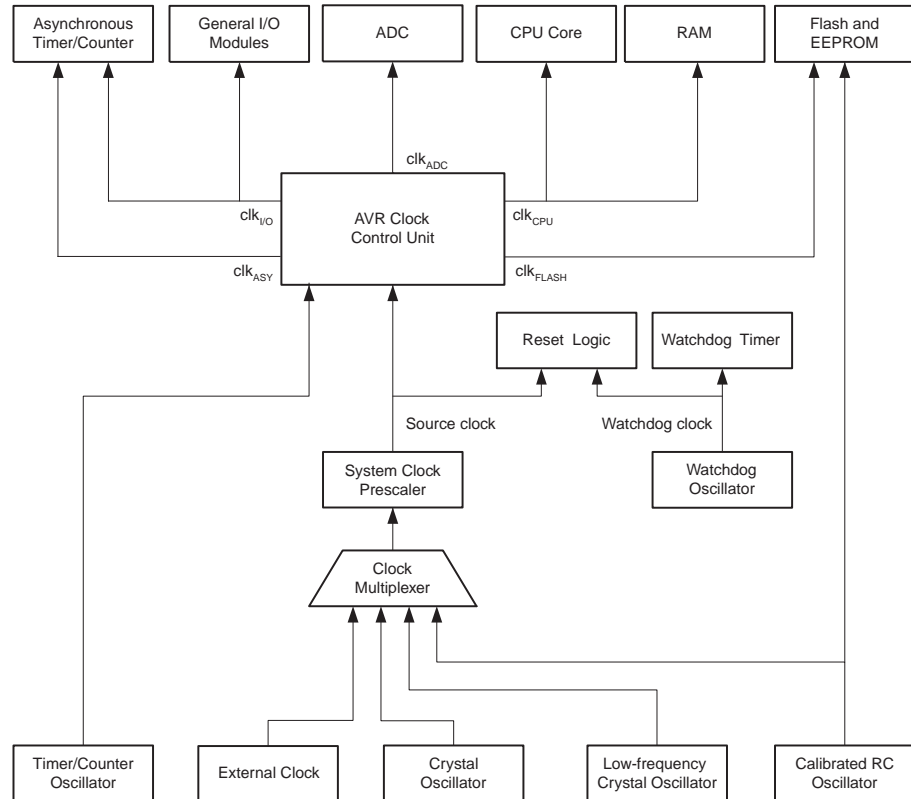 Asynchronous
Timer/Counter
General I/O
Modules
ADC
CPU Core
RAM
Flash and
EEPROM
clkADC
clkI/O
AVR Clock
Control Unit
clkCPU
clkASY
clkFLASH
Reset Logic
Watchdog Timer
Source clock
Watchdog clock
System Clock
Prescaler
Watchdog
Oscillator
Clock
Multiplexer
Timer/Counter
Oscillator
External Clock
Crystal
Oscillator
Low-frequency
Crystal Oscillator
Calibrated RC
Oscillator